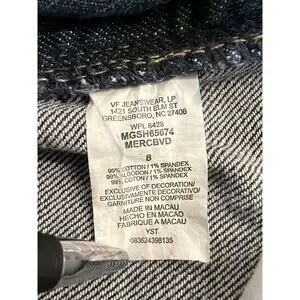 VF JEANSWEAR, LP
1421 SOUTH ELM ST
GREENSBORO, NC 27406
WPL 8428
MGSH65674
MERCBVD
8
99% COTTON / 1% SPANDEX
99% ALGODON / 1% SPANDEX
99% COTON / 1% SPANDEX
EXCLUSIVE OF DECORATION/
EXCLUSIVAMENTE DECORATIVO/
GARNITURE NON COMPRISE
MADE IN MACAU
HECHO EN MACAO
FABRIQUE A MACAU
YST
083624398135